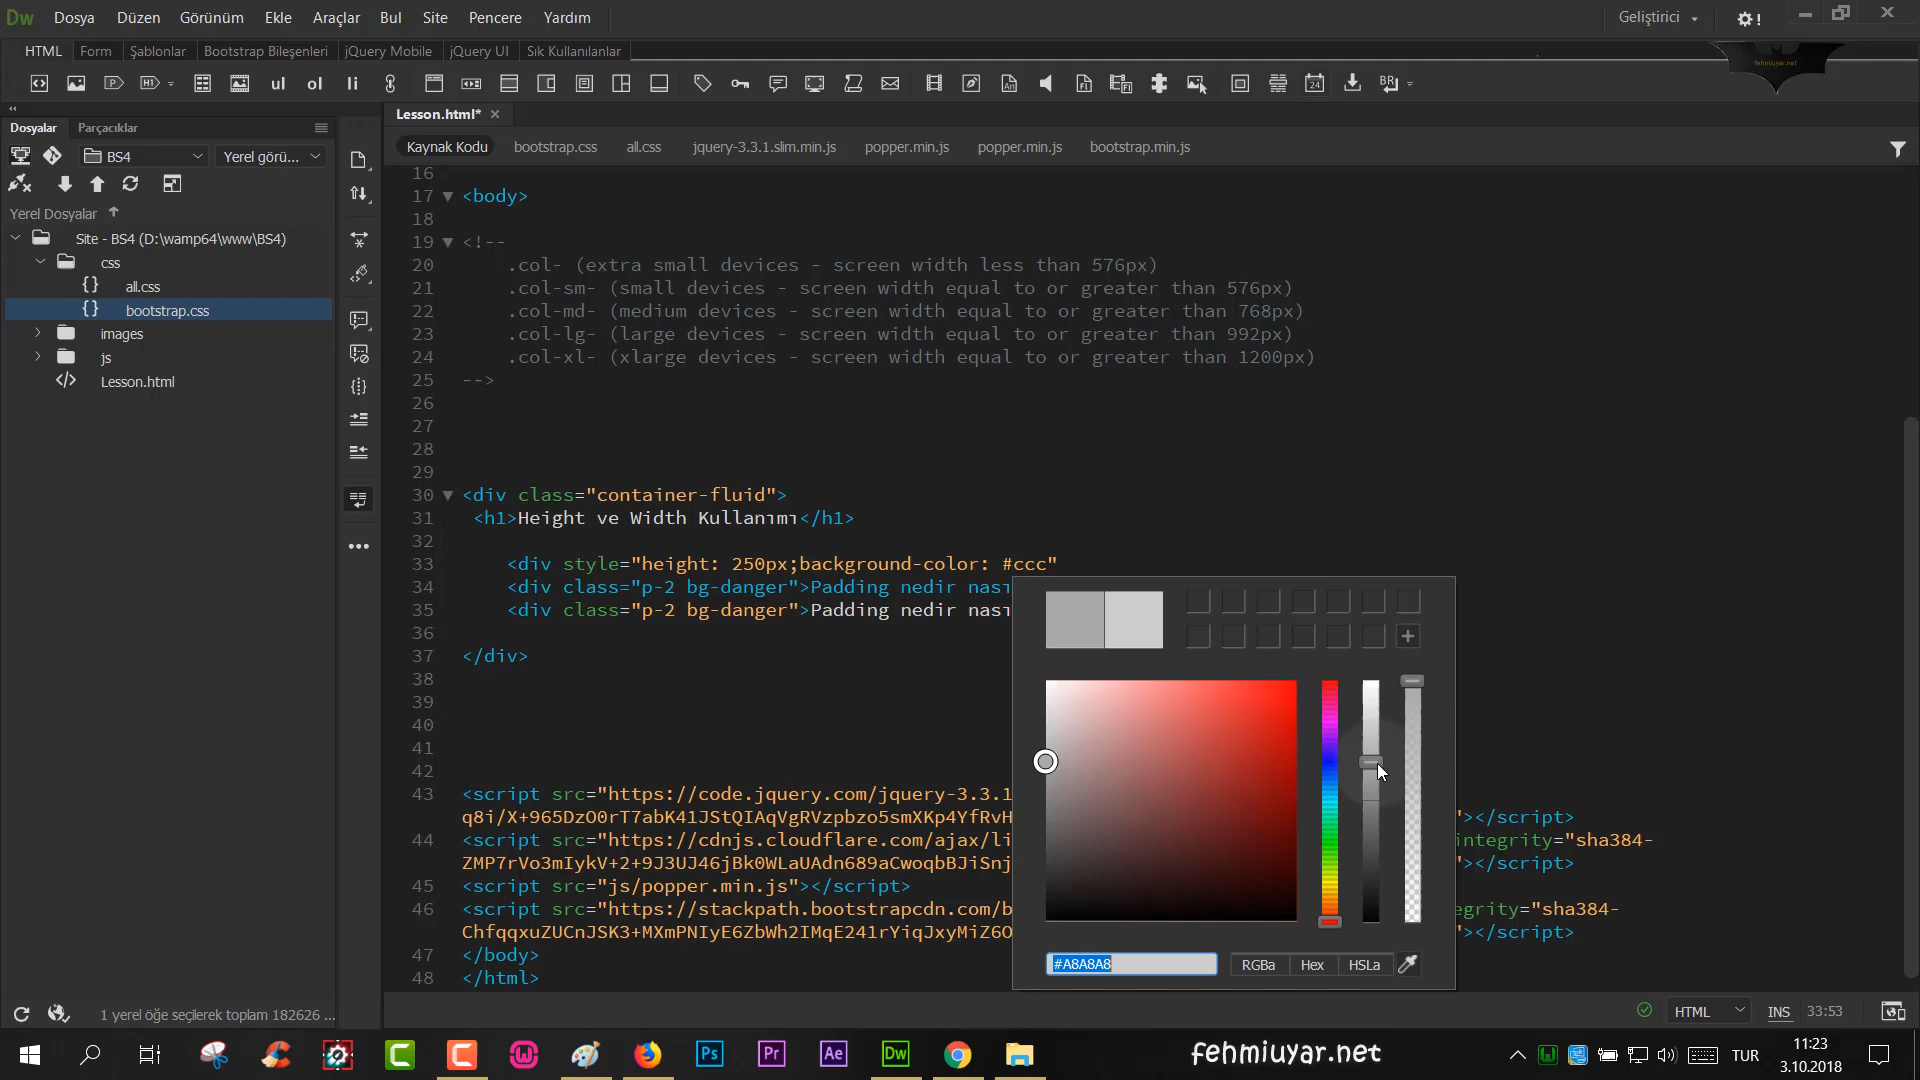 Dw Dosya Düzen Görünüm Ekle Araçlar Bul Site Pencere Yardım Geliştirici
HTML Form Şablonlar Bootstrap Bileşenleri jQuery Mobile jQuery UI Sık Kullanılanlar
fehmiuyar.net
ul ol li
Dosyalar Parçacıklar
Lesson.html*
BS4 Yerel görü...
Kaynak Kodu bootstrap.css all.css jquery-3.3.1.slim.min.js popper.min.js popper.min.js bootstrap.min.js
Yerel Dosyalar
Site - BS4 (D:\wamp64\www\BS4)
css
all.css
bootstrap.css
images
js
Lesson.html
16
17 <body>
18
19 <!--
20 .col- (extra small devices - screen width less than 576px)
21 .col-sm- (small devices - screen width equal to or greater than 576px)
22 .col-md- (medium devices - screen width equal to or greater than 768px)
23 .col-lg- (large devices - screen width equal to or greater than 992px)
24 .col-xl- (xlarge devices - screen width equal to or greater than 1200px)
25 -->
26
27
28
29
30 <div class="container-fluid">
31 <h1>Height ve Width Kullanımı</h1>
32
33 <div style="height: 250px;background-color: #ccc"
34 <div class="p-2 bg-danger">Padding nedir nası
35 <div class="p-2 bg-danger">Padding nedir nası
36
37 </div>
38
39
40
41
42
43 <script src="https://code.jquery.com/jquery-3.3.1
q8i/X+965DzO0rT7abK41JStQIAqVgRVzpbzo5smXKp4YfRvH "></script>
44 <script src="https://cdnjs.cloudflare.com/ajax/li integrity="sha384-
ZMP7rVo3mIykV+2+9J3UJ46jBk0WLaUAdn689aCwoqbBJiSnj "></script>
45 <script src="js/popper.min.js"></script>
46 <script src="https://stackpath.bootstrapcdn.com/b egrity="sha384-
ChfqqxuZUCnJSK3+MXmPNIyE6ZbWh2IMqE241rYiqJxyMiZ6O "></script>
47 </body>
48 </html>
#A8A8A8 RGBa Hex HSLa
1 yerel öğe seçilerek toplam 182626 ...
HTML INS 33:53
Ps Pr Ae Dw
fehmiuyar.net
TUR
11:23
3.10.2018